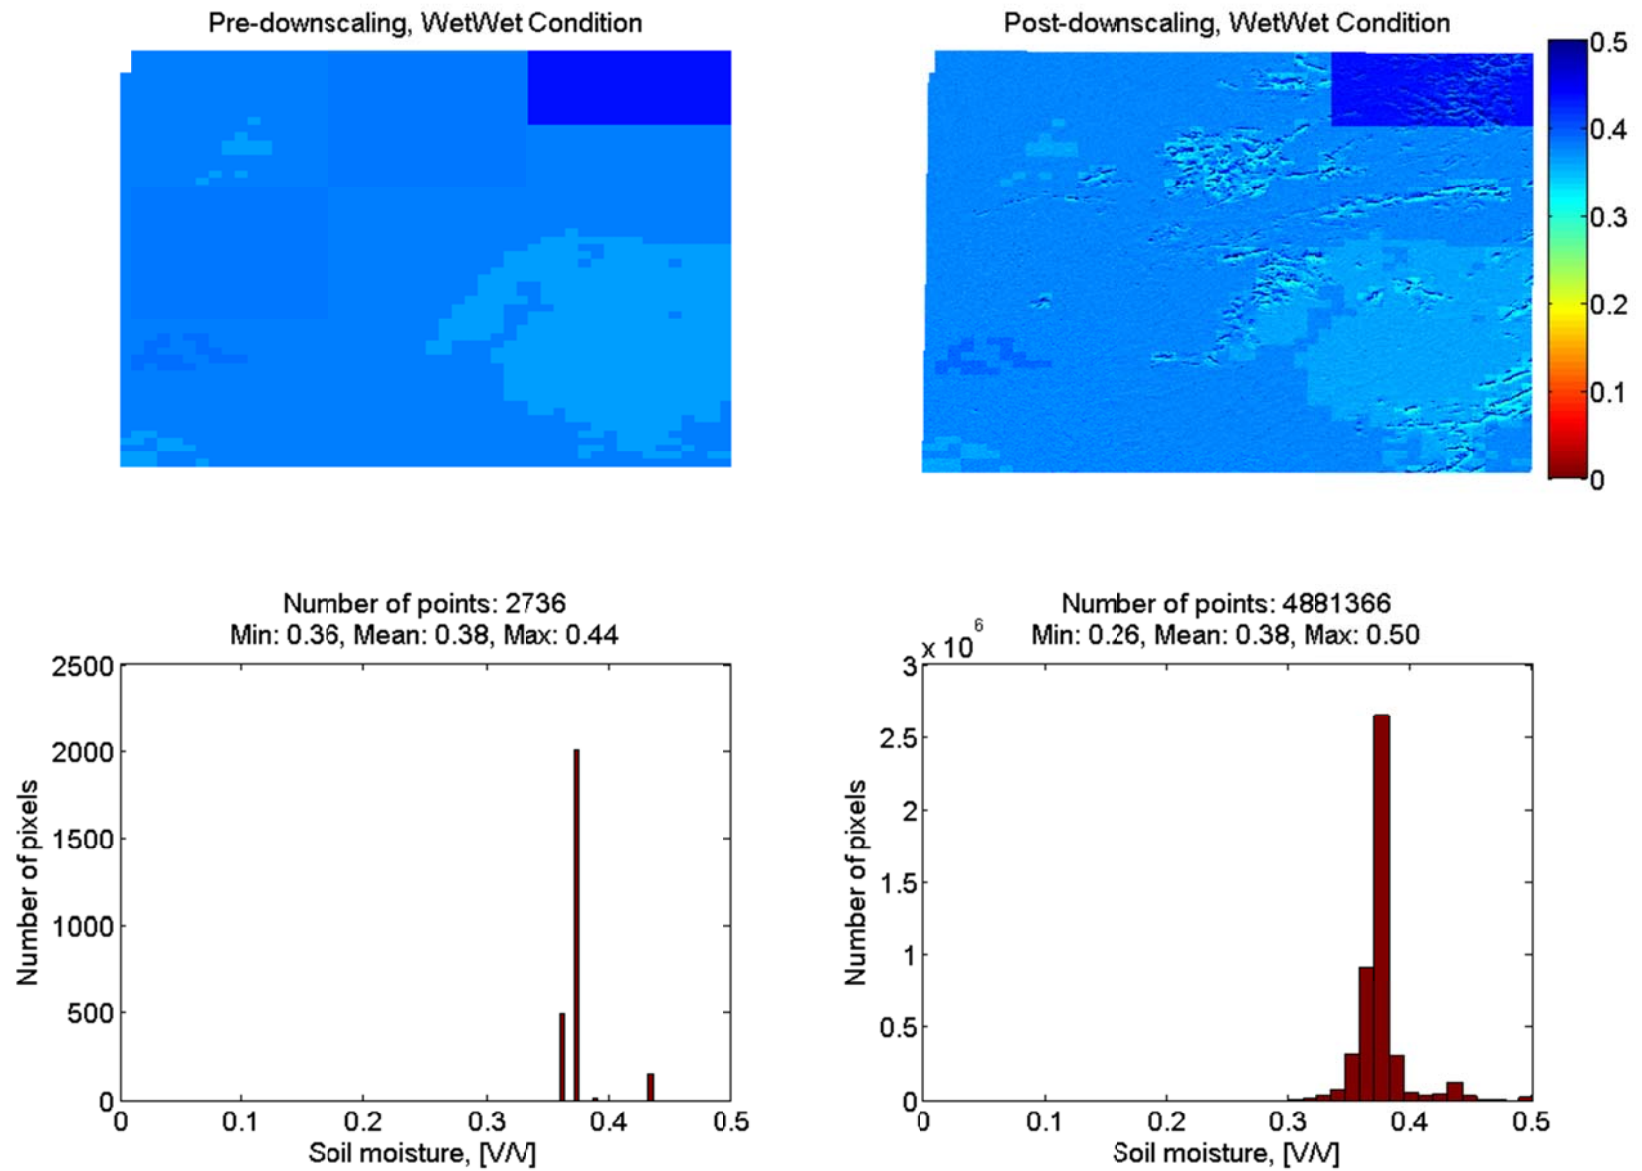 Pre-downscaling, WetWet Condition
Post-downscaling, WetWet Condition
0.5
0.4
0.3
0.2
0.1
0
Number of points: 2736
Min: 0.36, Mean: 0.38, Max: 0.44
2500
2000
1500
1000
500
0
Number of pixels
0 0.1 0.2 0.3 0.4 0.5
Soil moisture, [V/V]
Number of points: 4881366
Min: 0.26, Mean: 0.38, Max: 0.50
x 10^6
3
2.5
2
1.5
1
0.5
0
Number of pixels
0 0.1 0.2 0.3 0.4 0.5
Soil moisture, [V/V]